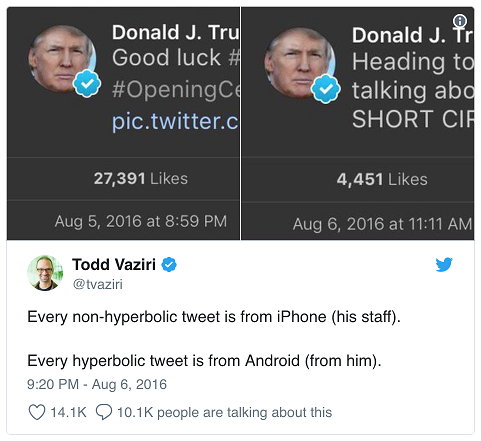 Donald J. Tru
Good luck #
#OpeningCe
pic.twitter.c
27,391 Likes
Aug 5, 2016 at 8:59 PM
Donald J. Tr
Heading to
talking abo
SHORT CIR
4,451 Likes
Aug 6, 2016 at 11:11 AM
Todd Vaziri
@tvaziri
Every non-hyperbolic tweet is from iPhone (his staff).
Every hyperbolic tweet is from Android (from him).
9:20 PM - Aug 6, 2016
14.1K 10.1K people are talking about this